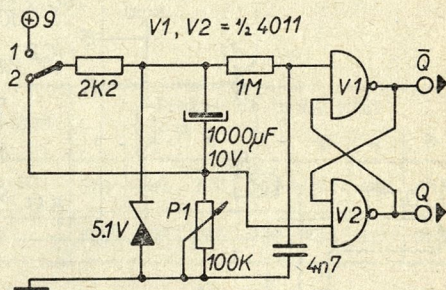 ⊕ 9
V1, V2 = ½ 4011
1
2
2K2
1M
V1
Q̅
1000µF
10V
5.1V
P1
100K
V2
Q
4n7